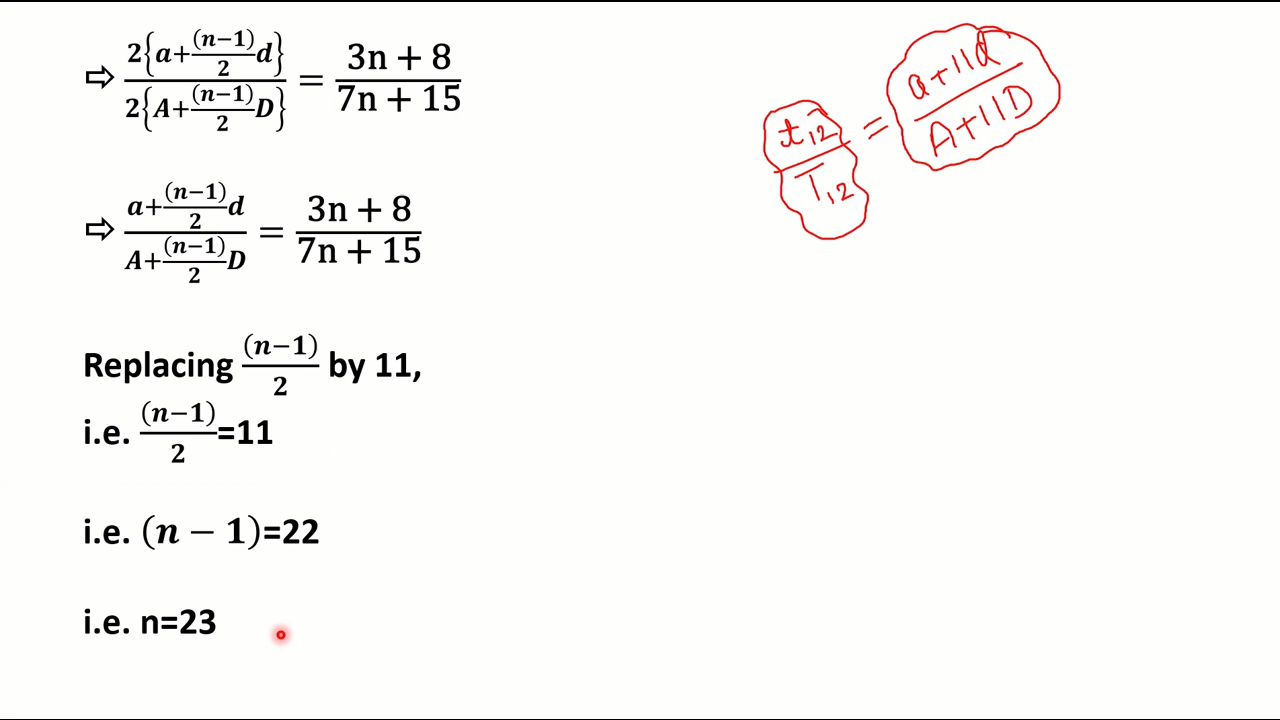 ⇨ 2{a+(n−1)/2 d} / 2{A+(n−1)/2 D} = 3n + 8 / 7n + 15
t₁₂/T₁₂ = a+11d / A+11D
⇨ a+(n−1)/2 d / A+(n−1)/2 D = 3n + 8 / 7n + 15
Replacing (n−1)/2 by 11,
i.e. (n−1)/2=11
i.e. (n − 1)=22
i.e. n=23